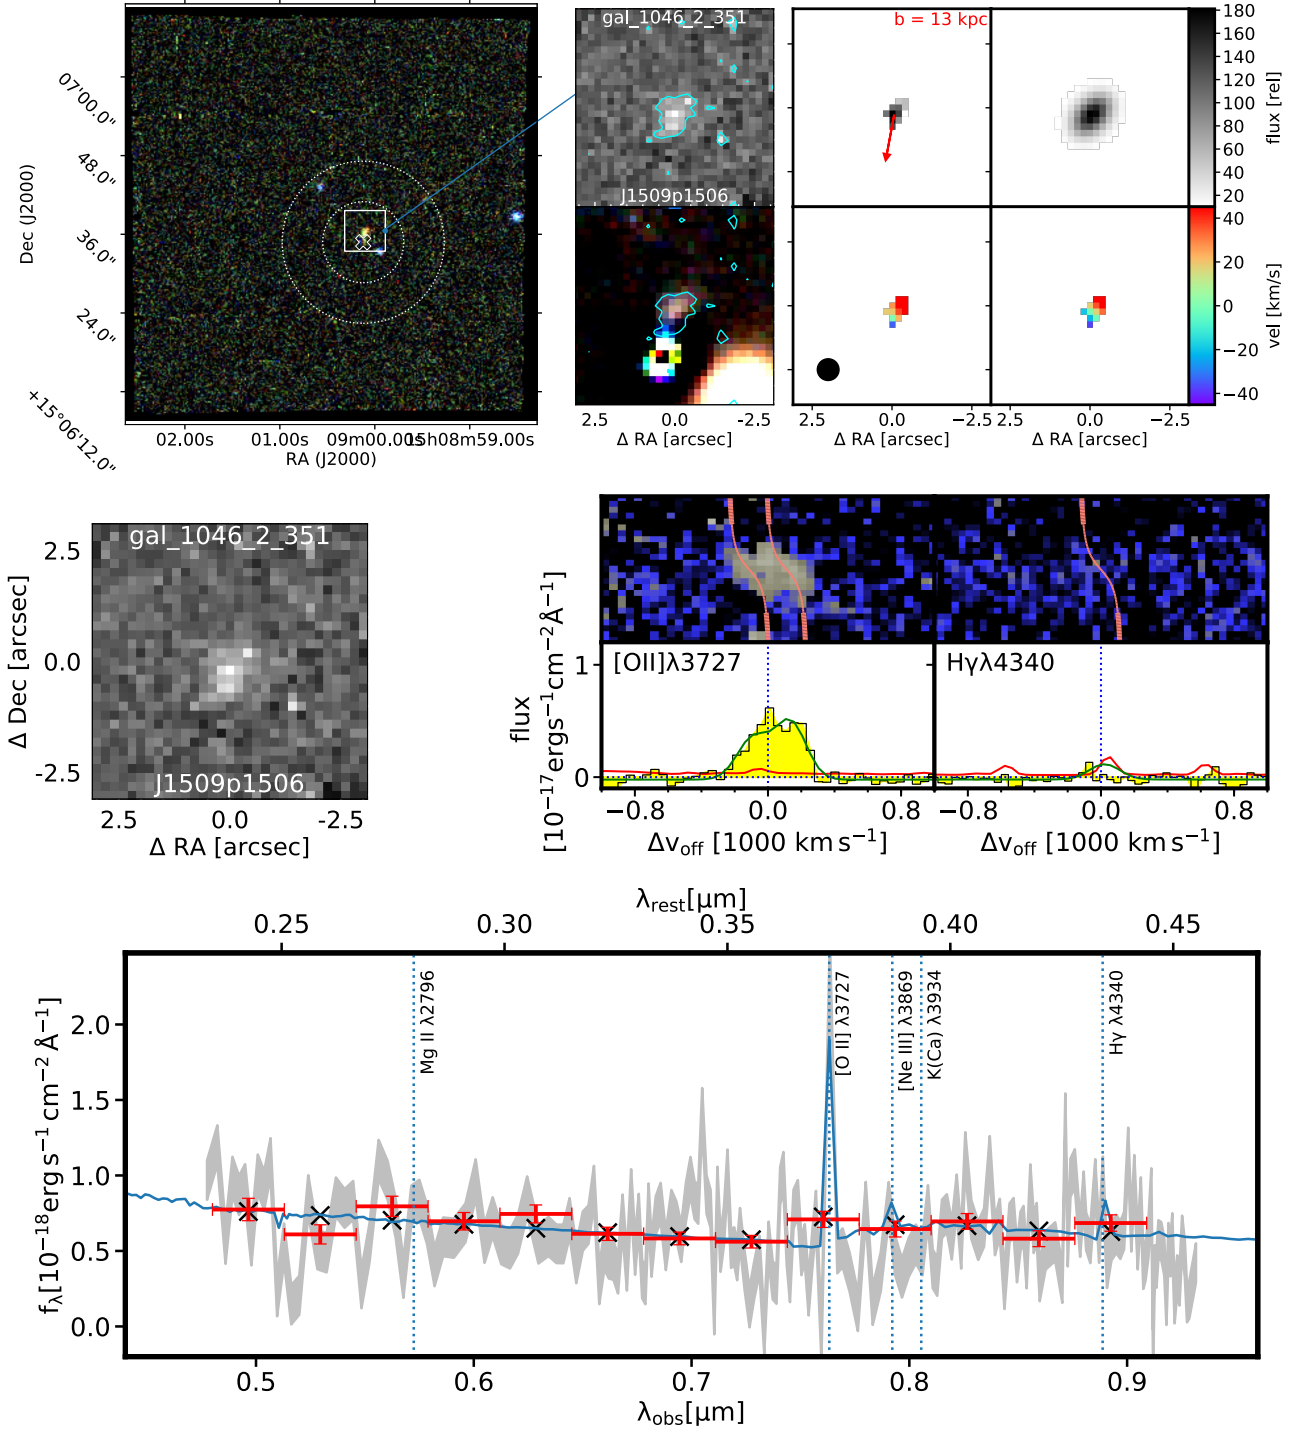 Dec (J2000)
07'00.0"
48.0"
36.0"
24.0"
+15°06'12.0"
02.00s
01.00s
09m00.00s
15h08m59.00s
RA (J2000)
gal_1046_2_351
J1509p1506
2.5
0.0
-2.5
Δ RA [arcsec]
b = 13 kpc
2.5
0.0
-2.5
Δ RA [arcsec]
2.5
0.0
-2.5
Δ RA [arcsec]
180
160
140
120
100
80
60
40
20
flux [rel]
40
20
0
−20
−40
vel [km/s]
gal_1046_2_351
J1509p1506
Δ Dec [arcsec]
2.5
0.0
-2.5
2.5
0.0
-2.5
Δ RA [arcsec]
flux
[10⁻¹⁷ergs⁻¹cm⁻²Å⁻¹]
1
0
[OII]λ3727
Hγλ4340
−0.8
0.0
0.8
−0.8
0.0
0.8
Δv_off [1000 km s⁻¹]
Δv_off [1000 km s⁻¹]
λ_rest[μm]
0.25
0.30
0.35
0.40
0.45
f_λ[10⁻¹⁸erg s⁻¹ cm⁻² Å⁻¹]
2.0
1.5
1.0
0.5
0.0
Mg II λ2796
[O II] λ3727
[Ne III] λ3869
K(Ca) λ3934
Hγ λ4340
0.5
0.6
0.7
0.8
0.9
λ_obs[μm]